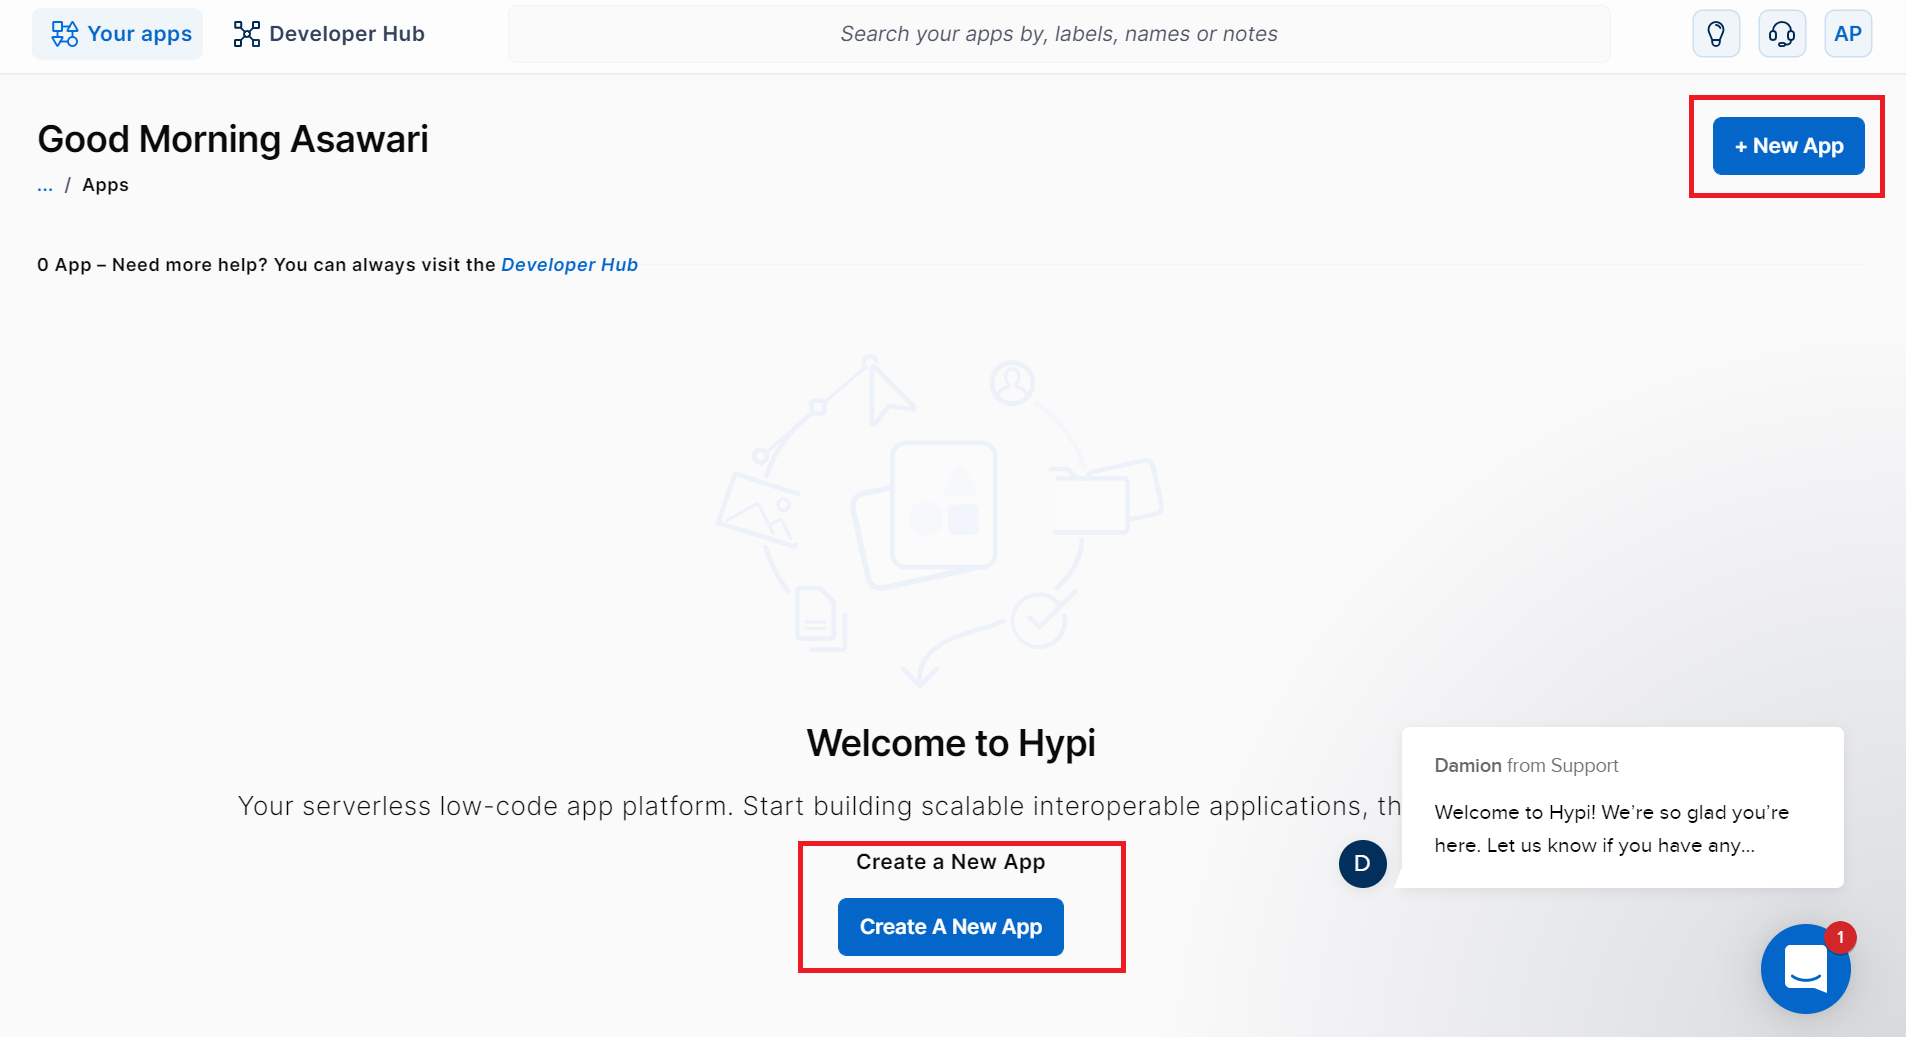 Your apps
Developer Hub
Search your apps by, labels, names or notes
AP
Good Morning Asawari
+ New App
... / Apps
0 App – Need more help? You can always visit the Developer Hub
Welcome to Hypi
Your serverless low-code app platform. Start building scalable interoperable applications, th
Create a New App
Create A New App
Damion from Support
Welcome to Hypi! We’re so glad you’re
here. Let us know if you have any...
D
1